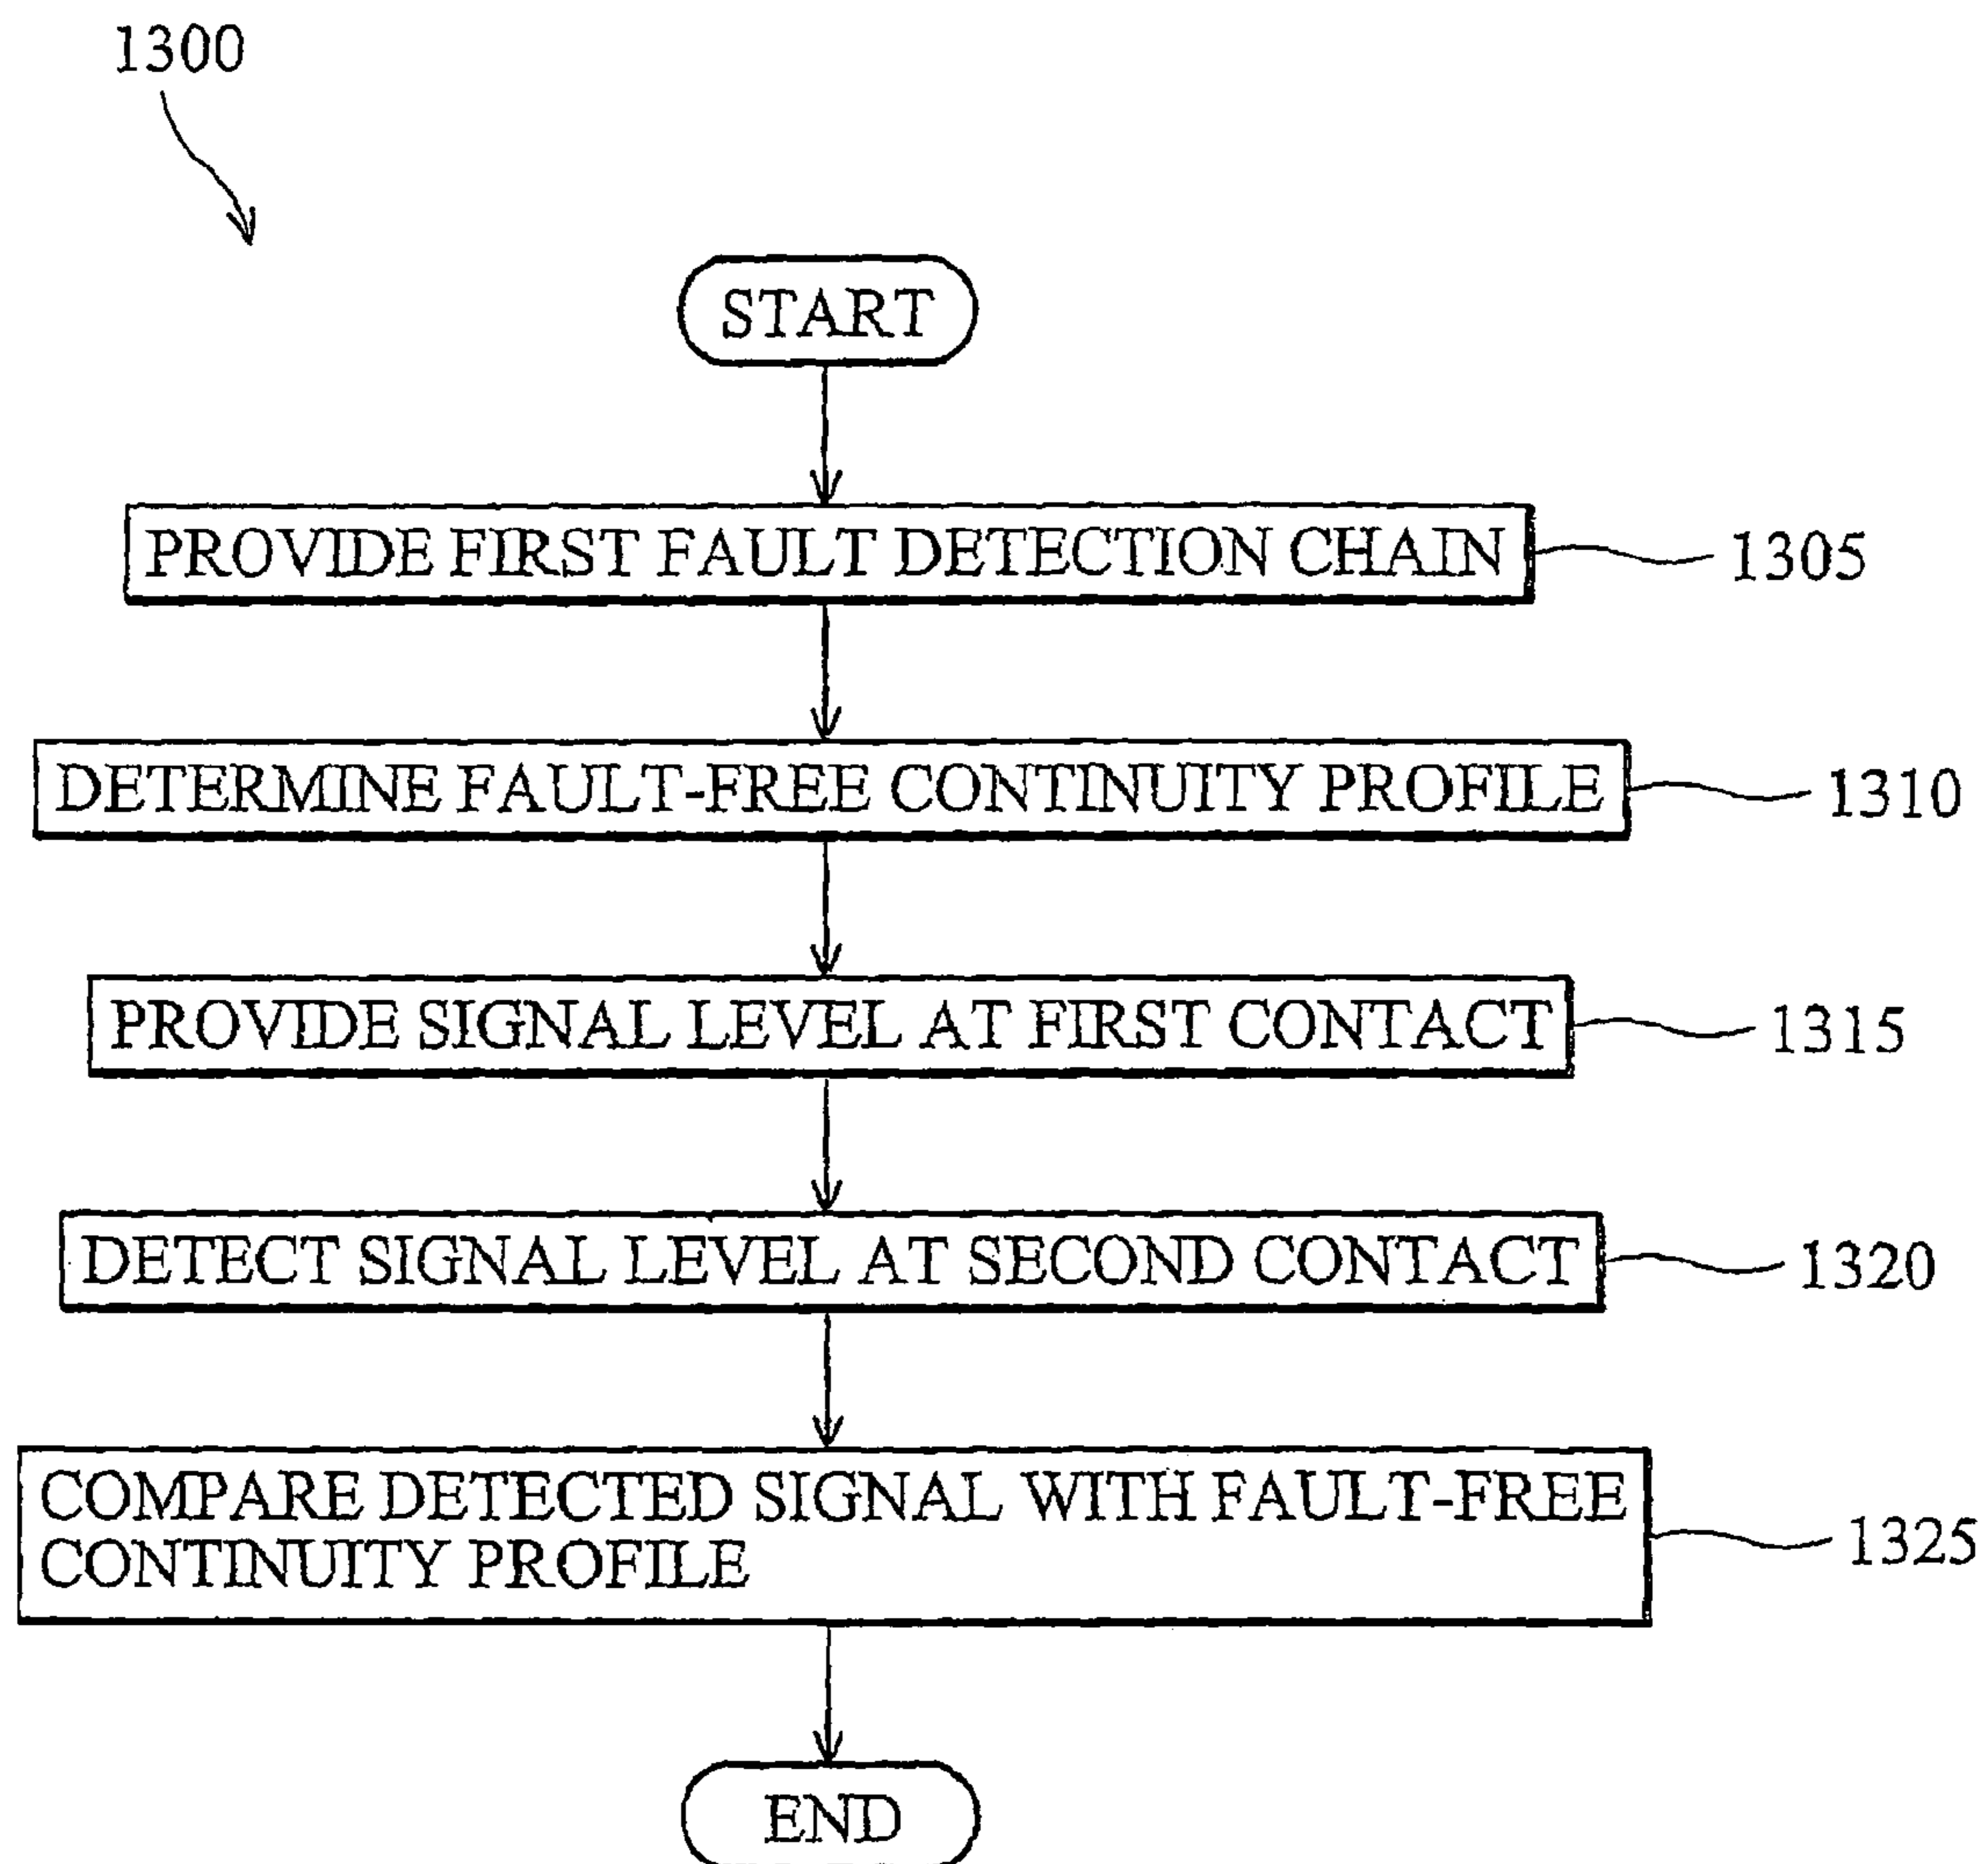 1300
START
PROVIDE FIRST FAULT DETECTION CHAIN
1305
DETERMINE FAULT-FREE CONTINUITY PROFILE
1310
PROVIDE SIGNAL LEVEL AT FIRST CONTACT
1315
DETECT SIGNAL LEVEL AT SECOND CONTACT
1320
COMPARE DETECTED SIGNAL WITH FAULT-FREE
CONTINUITY PROFILE
1325
END